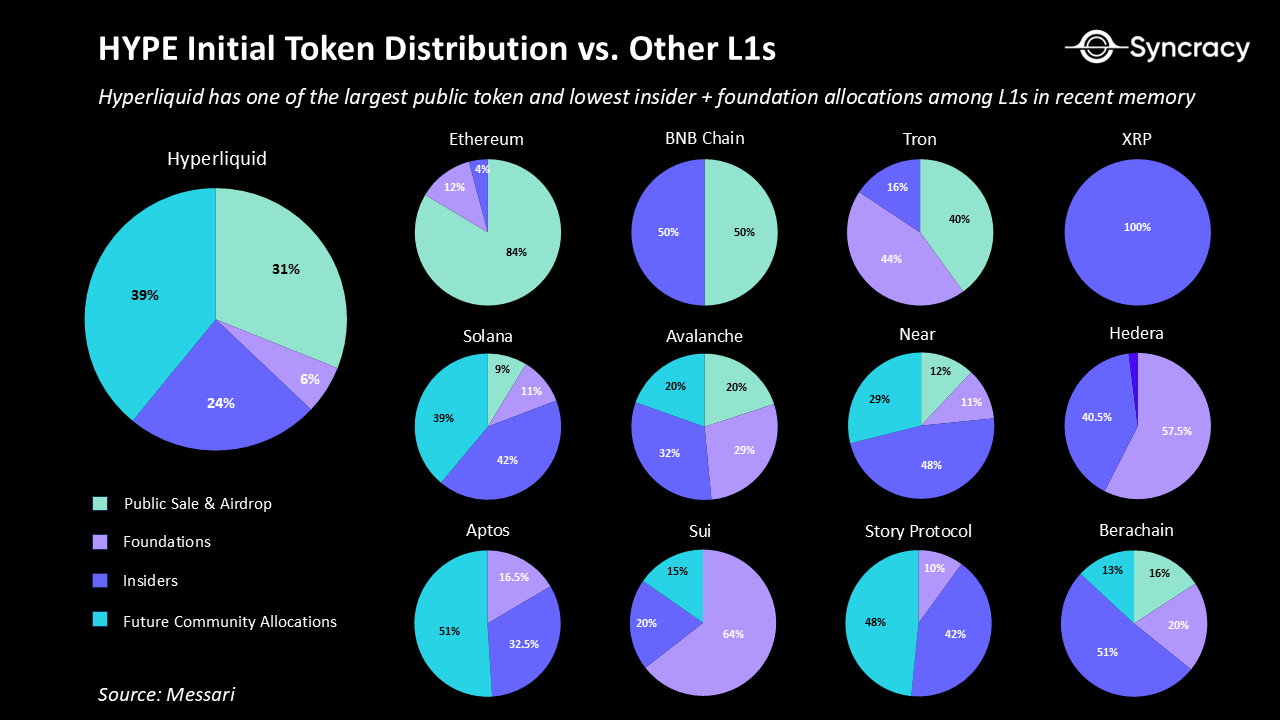 HYPE Initial Token Distribution vs. Other L1s
Syncracy
Hyperliquid has one of the largest public token and lowest insider + foundation allocations among L1s in recent memory
Hyperliquid
31%
6%
24%
39%
Ethereum
4%
12%
84%
BNB Chain
50%
50%
Tron
16%
40%
44%
XRP
100%
Solana
9%
11%
39%
42%
Avalanche
20%
20%
32%
29%
Near
12%
29%
11%
48%
Hedera
40.5%
57.5%
Public Sale & Airdrop
Foundations
Insiders
Future Community Allocations
Aptos
16.5%
51%
32.5%
Sui
15%
20%
64%
Story Protocol
10%
48%
42%
Berachain
13%
16%
20%
51%
Source: Messari